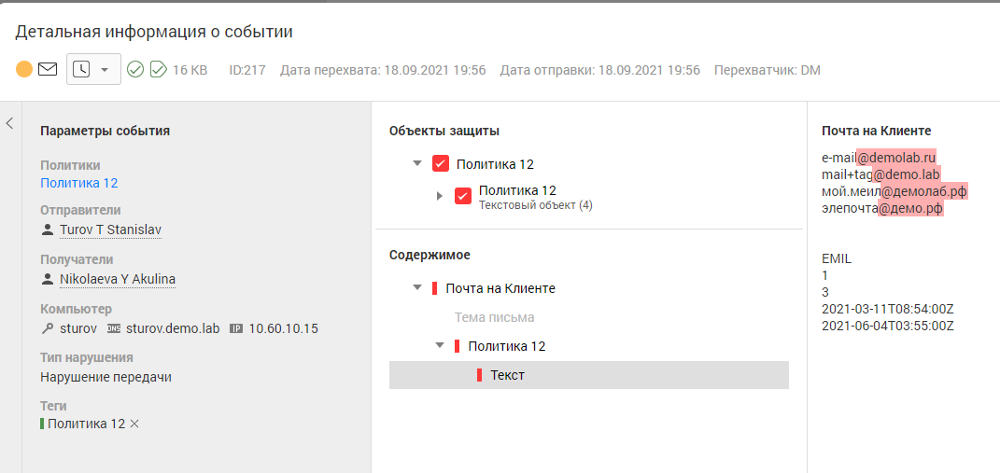 Детальная информация о событии
16 KB ID:217 Дата перехвата: 18.09.2021 19:56 Дата отправки: 18.09.2021 19:56 Перехватчик: DM
Параметры события
Политики
Политика 12
Отправители
Turov T Stanislav
Получатели
Nikolaeva Y Akulina
Компьютер
sturov DNS sturov.demo.lab IP 10.60.10.15
Тип нарушения
Нарушение передачи
Теги
Политика 12
Объекты защиты
Политика 12
Политика 12
Текстовый объект (4)
Содержимое
Почта на Клиенте
Тема письма
Политика 12
Текст
Почта на Клиенте
e-mail@demolab.ru
mail+tag@demo.lab
мой.меил@демолаб.рф
элепочта@демо.рф
EMIL
1
3
2021-03-11T08:54:00Z
2021-06-04T03:55:00Z